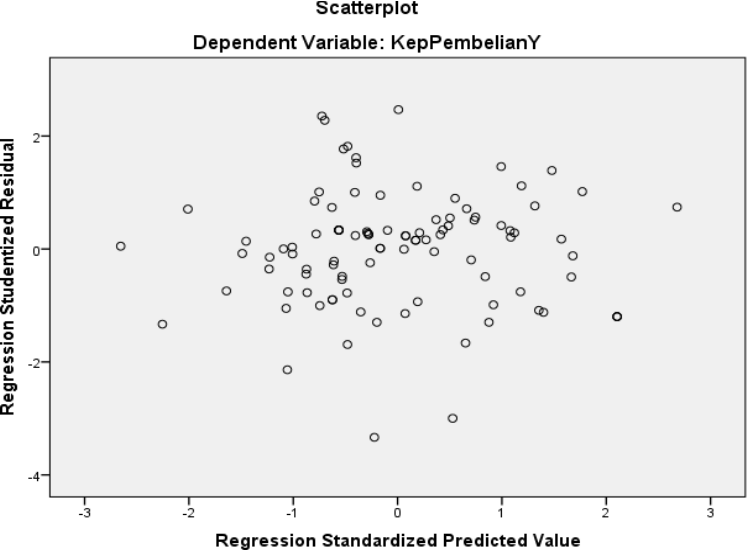 Scatterplot
Dependent Variable: KepPembelianY
Regression Studentized Residual
2
0
-2
-4
-3
-2
-1
0
1
2
3
Regression Standardized Predicted Value